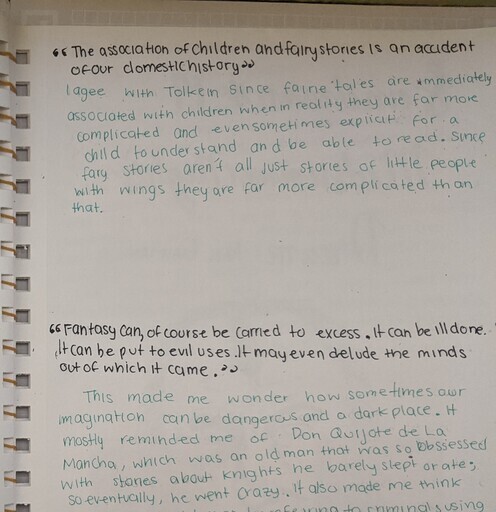 “The association of children and fairy stories is an accident
of our domestic history”
I agee with Tolkein since fairie tales are immediately
associated with children when in reality they are far more
complicated and even sometimes explicit for a
child to understand and be able to read. Since
fary stories aren't all just stories of little people
with wings they are far more complicated than
that.
“Fantasy can, of course be carried to excess. It can be ill done.
It can be put to evil uses. It may even delude the minds
out of which it came.”
This made me wonder how sometimes our
imagination can be dangerous and a dark place. It
mostly reminded me of Don Quijote de La
Mancha, which was an old man that was so obssessed
with stories about knights he barely slept or ate;
so eventually, he went crazy. It also made me think
to criminals using